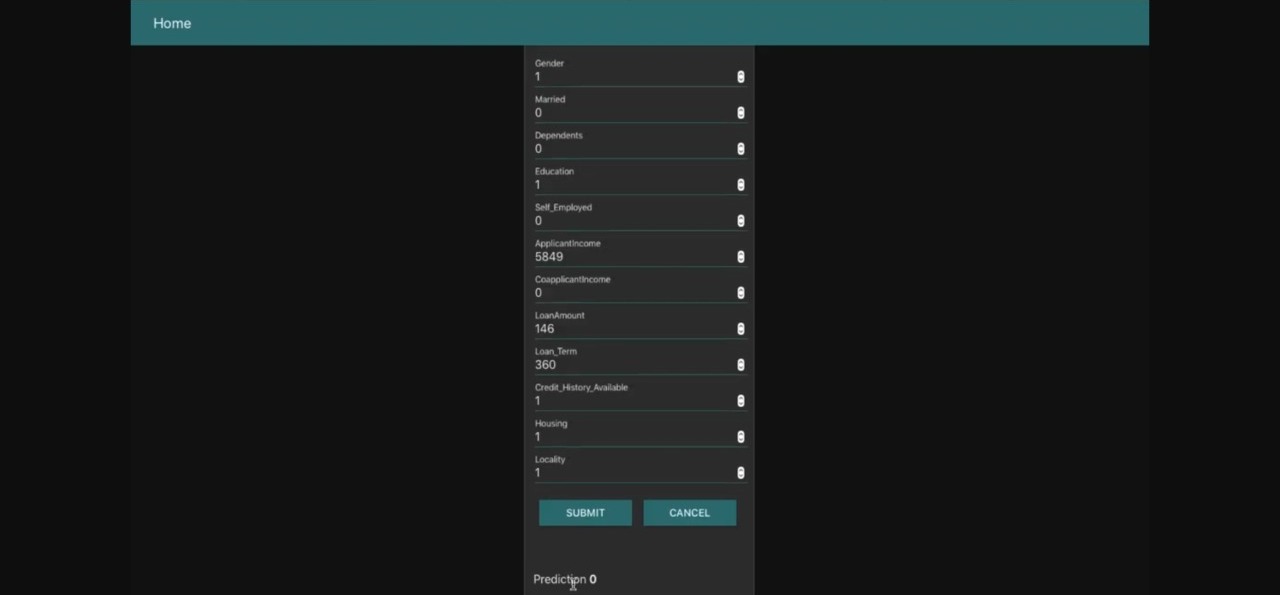 Home
Gender
1
Married
0
Dependents
0
Education
1
Self_Employed
0
ApplicantIncome
5849
CoapplicantIncome
0
LoanAmount
146
Loan_Term
360
Credit_History_Available
1
Housing
1
Locality
1
SUBMIT CANCEL
Prediction 0